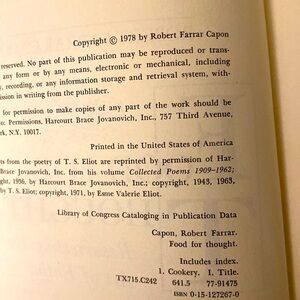 Copyright © 1978 by Robert Farrar Capon
reserved. No part of this publication may be reproduced or trans-
any form or by any means, electronic or mechanical, including
y, recording, or any information storage and retrieval system, with-
ission in writing from the publisher.
for permission to make copies of any part of the work should be
to: Permissions, Harcourt Brace Jovanovich, Inc., 757 Third Avenue,
rk, N.Y. 10017.
Printed in the United States of America
ts from the poetry of T. S. Eliot are reprinted by permission of Har-
Brace Jovanovich, Inc. from his volume Collected Poems 1909–1962;
ght, 1936, by Harcourt Brace Jovanovich, Inc.; copyright, 1943, 1963,
by T. S. Eliot; copyright, 1971, by Esme Valerie Eliot.
Library of Congress Cataloging in Publication Data
Capon, Robert Farrar.
Food for thought.
Includes index.
1. Cookery. I. Title.
TX715.C242 641.5 77-91475
ISBN 0-15-127267-0